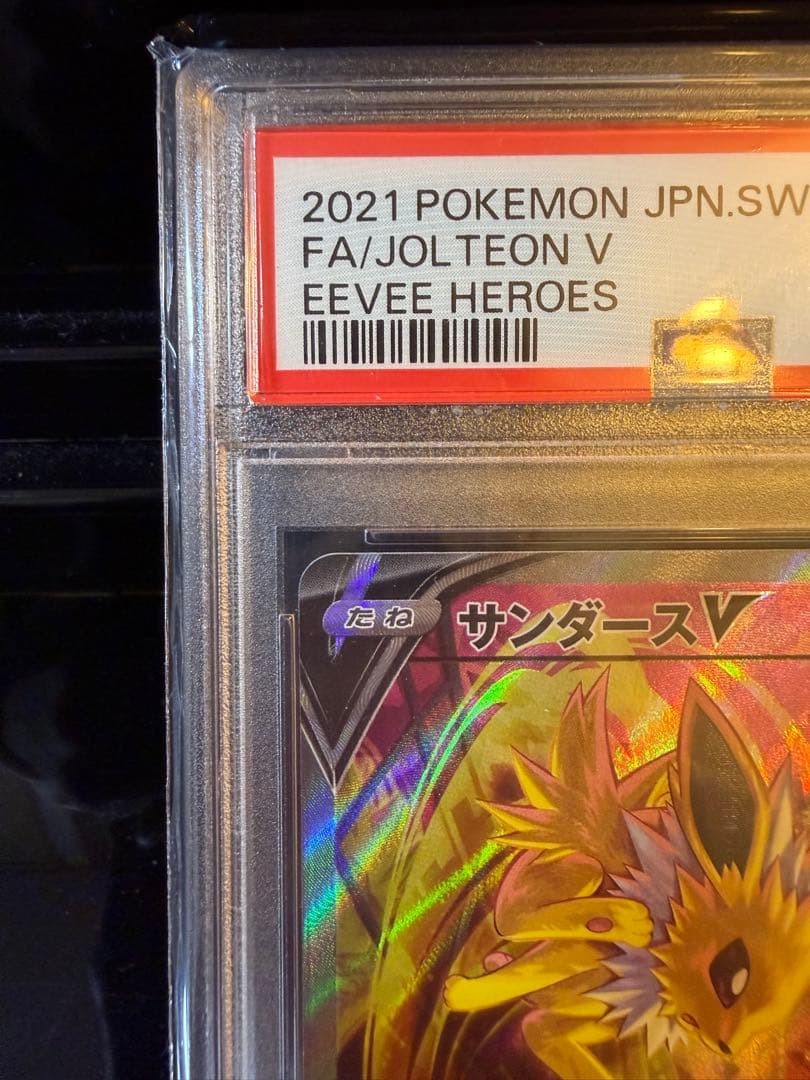 2021 POKEMON JPN.SW
FA/JOLTEON V
EEVEE HEROES
たね サンダースV